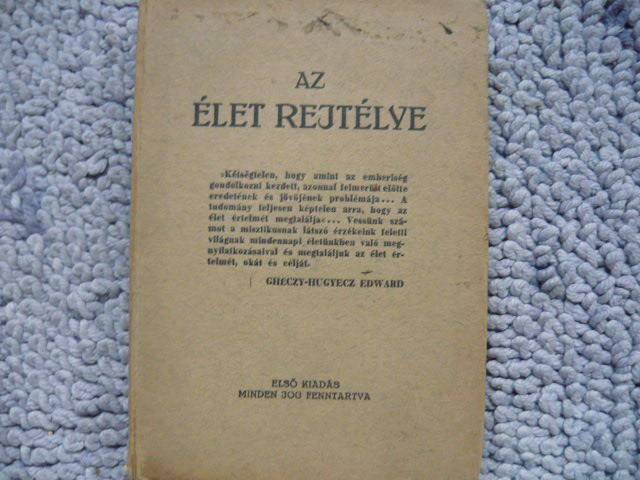 AZ
ÉLET REJTÉLYE
»Kétségtelen, hogy amint az emberiség
gondolkozni kezdett, azonnal felmerült előtte
eredetének és jövőjének problémája... A
tudomány teljesen képtelen arra, hogy az
élet értelmét megtalálja«... Vessünk szá-
mot a misztikusnak látszó érzékeink feletti
világnak mindennapi életünkben való meg-
nyilatkozásaival és megtaláljuk az élet ér-
telmét, okát és célját.
GHÉCZY-HUGYECZ EDWARD
ELSŐ KIADÁS
MINDEN JOG FENNTARTVA